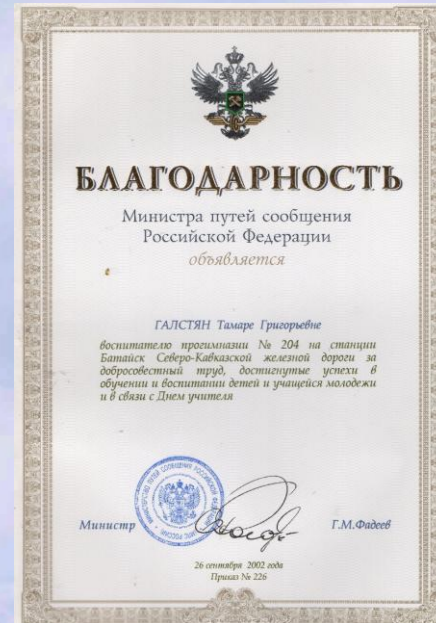 БЛАГОДАРНОСТЬ
Министра путей сообщения
Российской Федерации
объявляется
ГАЛСТЯН Тамаре Григорьевне
воспитателю прогимназии № 204 на станции
Батайск Северо-Кавказской железной дороги за
добросовестный труд, достигнутые успехи в
обучении и воспитании детей и учащейся молодежи
и в связи с Днем учителя
Министр
Г.М.Фадеев
26 сентября 2002 года
Приказ № 226